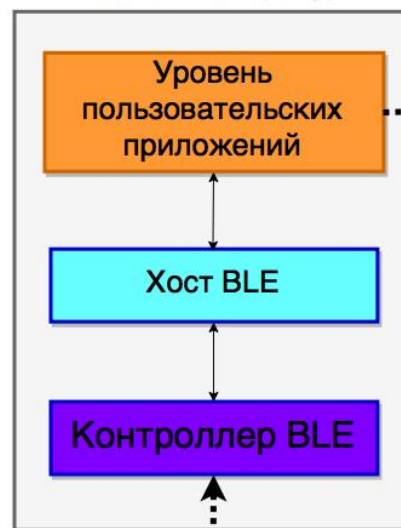 Уровень
пользовательских
приложений
Хост BLE
Контроллер BLE